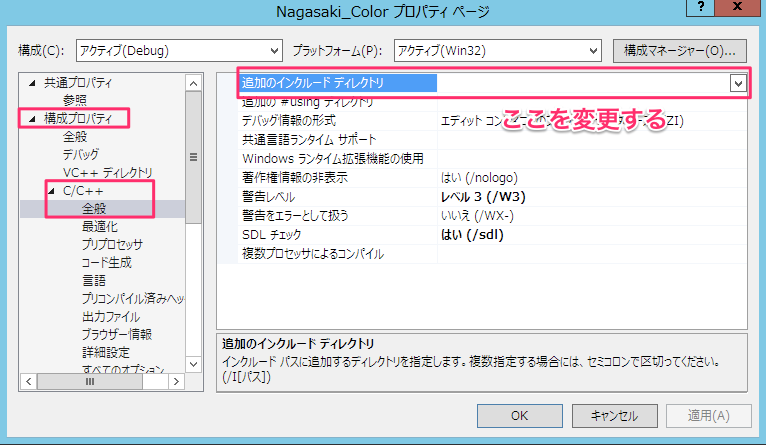 Nagasaki_Color プロパティ ページ
?
構成(C):
アクティブ(Debug)
プラットフォーム(P):
アクティブ(Win32)
構成マネージャー(O)...
共通プロパティ
参照
構成プロパティ
全般
デバッグ
VC++ ディレクトリ
C/C++
全般
最適化
プリプロセッサ
コード生成
言語
プリコンパイル済みヘッ
出力ファイル
ブラウザー情報
詳細設定
すべてのオプション
追加のインクルード ディレクトリ
追加の #using ディレクトリ
デバッグ情報の形式
エディット コンティニュの
ZI)
共通言語ランタイム サポート
Windows ランタイム拡張機能の使用
著作権情報の非表示
はい (/nologo)
警告レベル
レベル 3 (/W3)
警告をエラーとして扱う
いいえ (/WX-)
SDL チェック
はい (/sdl)
複数プロセッサによるコンパイル
ここを変更する
追加のインクルード ディレクトリ
インクルード パスに追加するディレクトリを指定します。複数指定する場合には、セミコロンで区切ってください。
(/I[パス])
OK
キャンセル
適用(A)